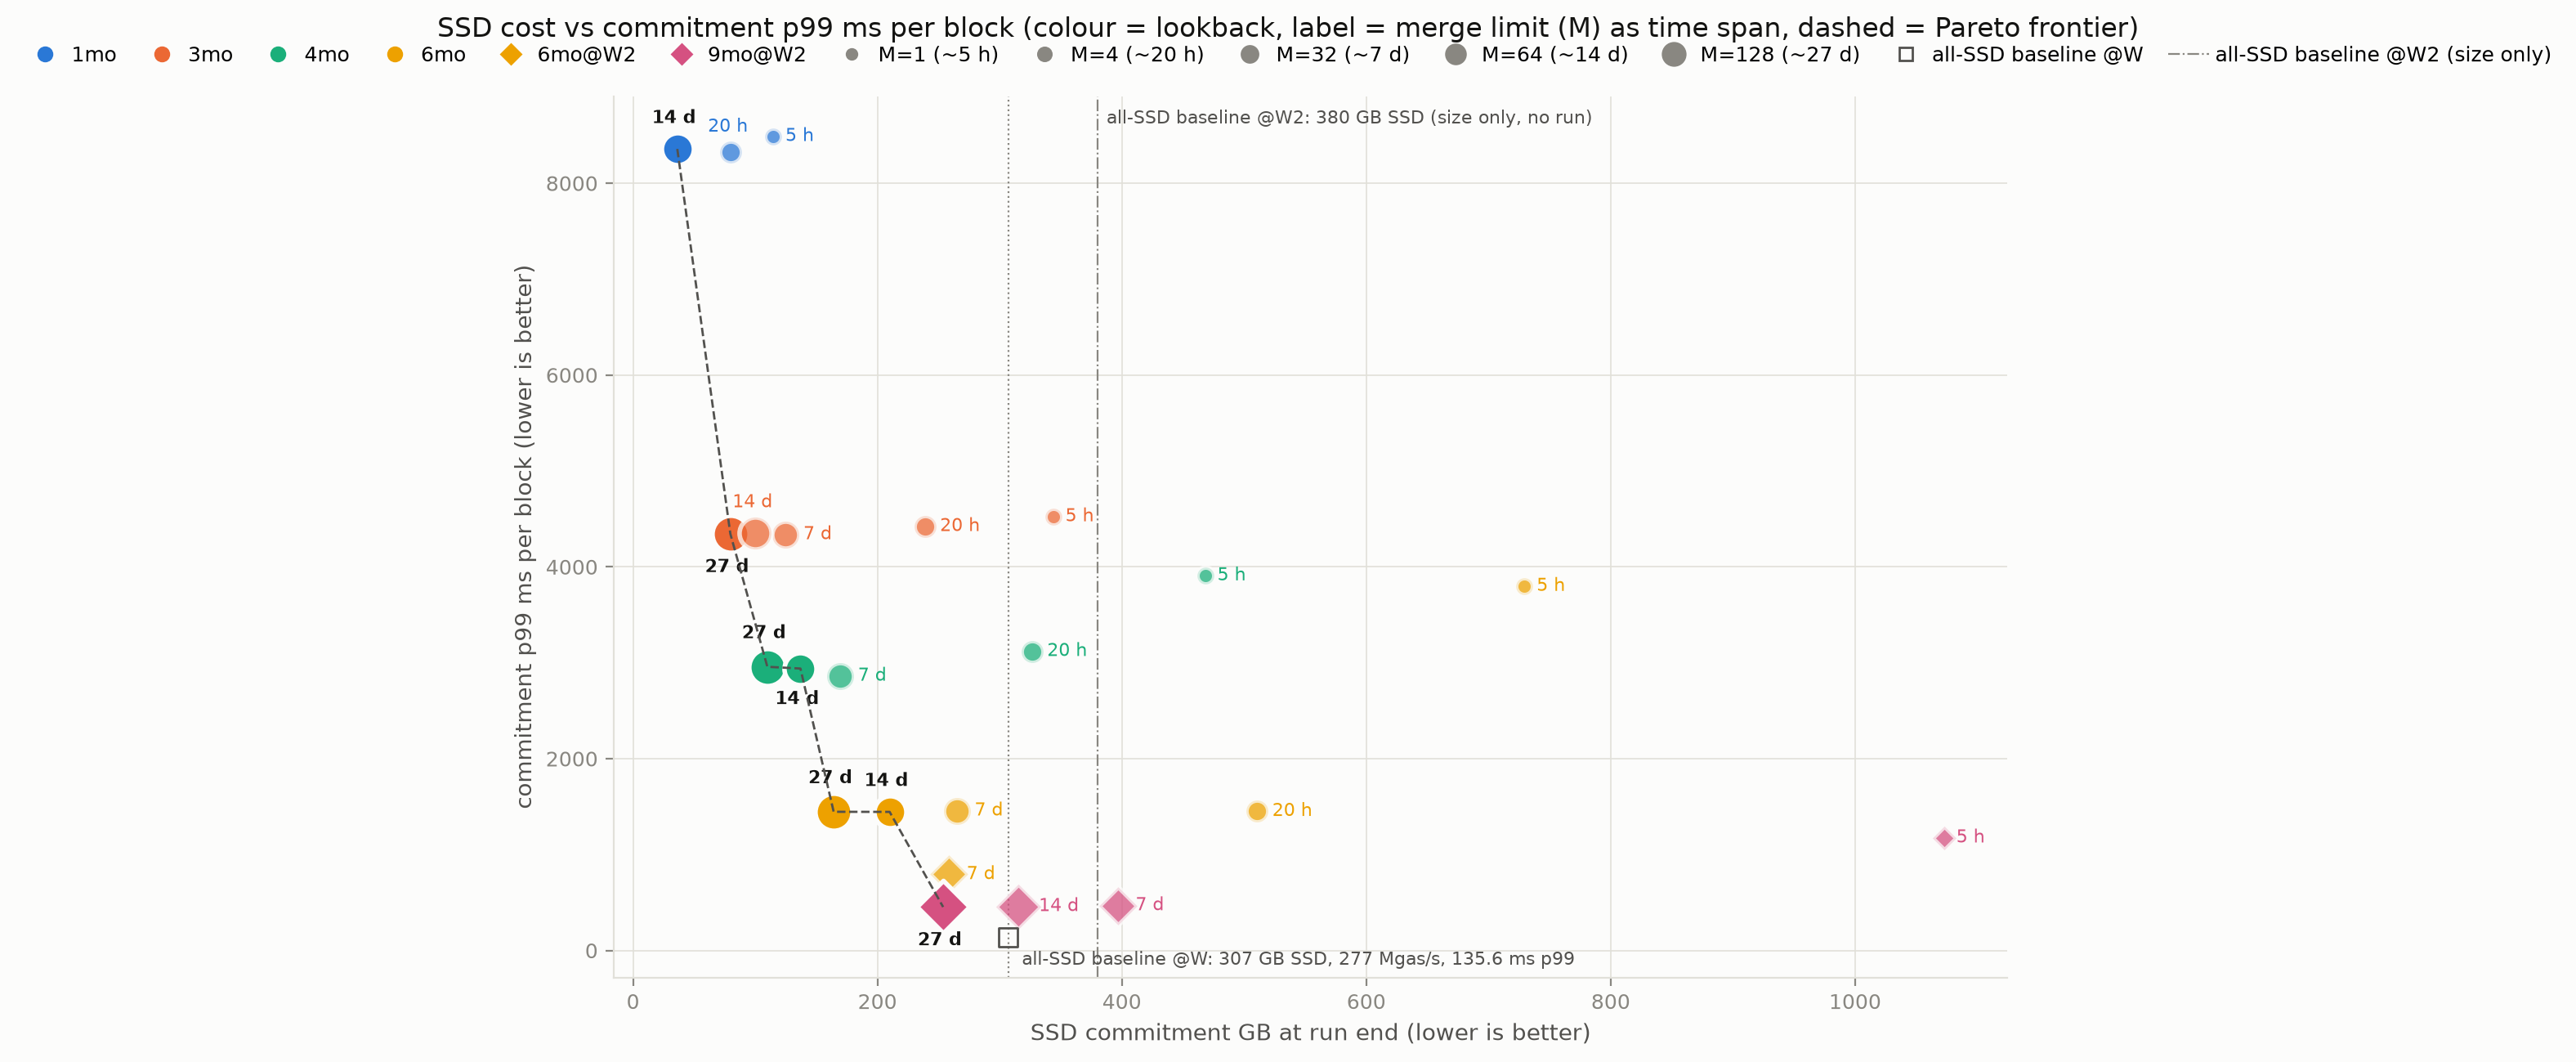 SSD cost vs commitment p99 ms per block (colour = lookback, label = merge limit (M) as time span, dashed = Pareto frontier)
1mo 3mo 4mo 6mo 6mo@W2 9mo@W2 M=1 (~5 h) M=4 (~20 h) M=32 (~7 d) M=64 (~14 d) M=128 (~27 d) all-SSD baseline @W all-SSD baseline @W2 (size only)
all-SSD baseline @W2: 380 GB SSD (size only, no run)
14 d
20 h
5 h
8000
6000
14 d
7 d
20 h
5 h
27 d
4000
5 h
5 h
27 d
20 h
7 d
14 d
2000
27 d
14 d
7 d
20 h
5 h
7 d
14 d
7 d
27 d
0
all-SSD baseline @W: 307 GB SSD, 277 Mgas/s, 135.6 ms p99
commitment p99 ms per block (lower is better)
0 200 400 600 800 1000
SSD commitment GB at run end (lower is better)